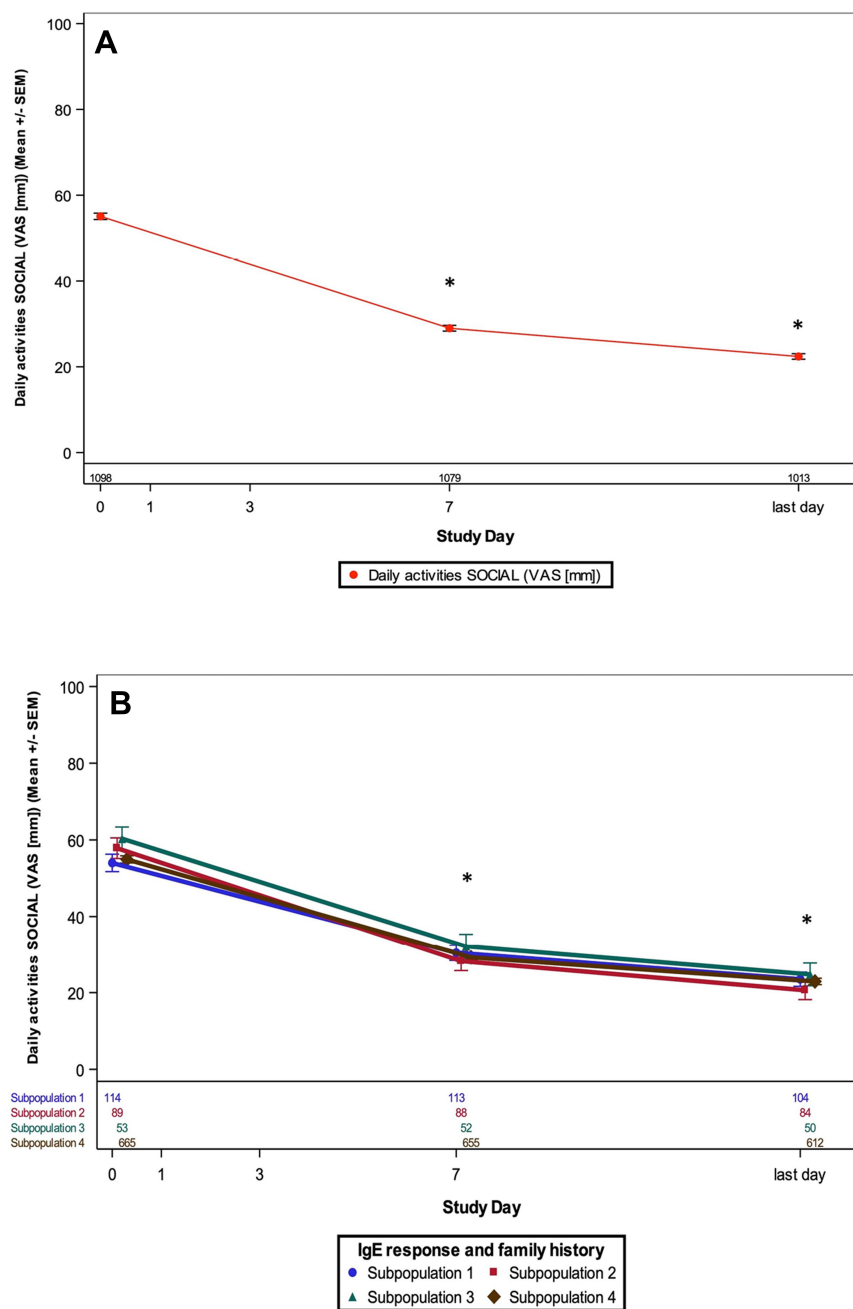 A
Daily activities SOCIAL (VAS [mm]) (Mean +/- SEM)
100
80
60
40
20
0
*
*
1098 1079 1013
0 1 3 7 last day
Study Day
Daily activities SOCIAL (VAS [mm])
B
Daily activities SOCIAL (VAS [mm]) (Mean +/- SEM)
100
80
60
40
20
0
*
*
Subpopulation 1 114 113 104
Subpopulation 2 89 88 84
Subpopulation 3 53 52 50
Subpopulation 4 665 655 612
0 1 3 7 last day
Study Day
IgE response and family history
Subpopulation 1 Subpopulation 2
Subpopulation 3 Subpopulation 4